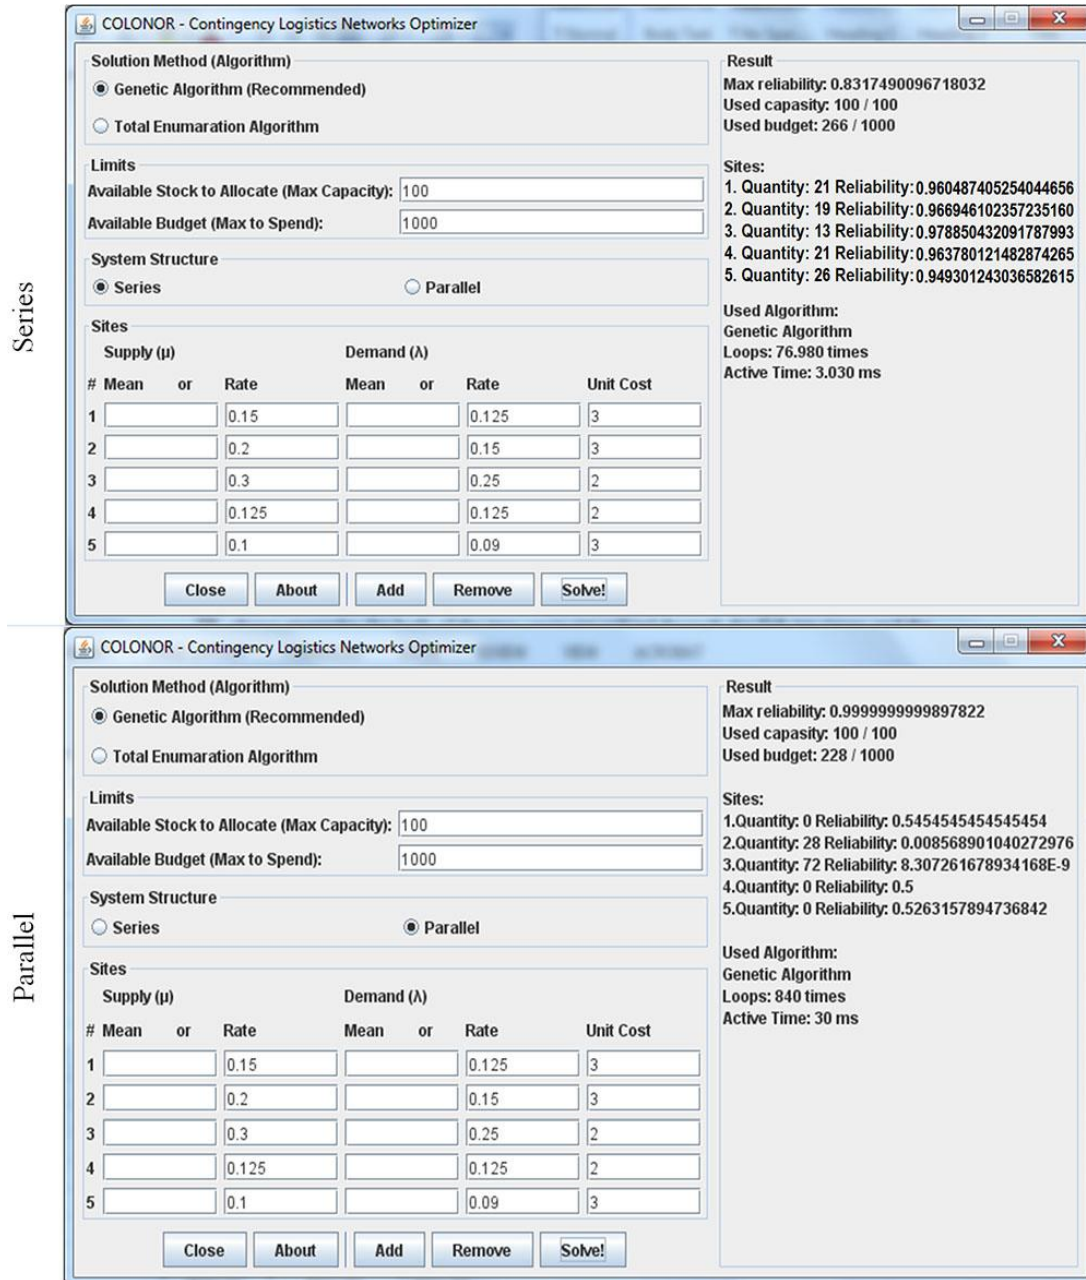 Series
COLONOR - Contingency Logistics Networks Optimizer
Solution Method (Algorithm)
Genetic Algorithm (Recommended)
Total Enumaration Algorithm
Limits
Available Stock to Allocate (Max Capacity): 100
Available Budget (Max to Spend): 1000
System Structure
Series Parallel
Sites
Supply (μ) Demand (λ)
# Mean or Rate Mean or Rate Unit Cost
1 0.15 0.125 3
2 0.2 0.15 3
3 0.3 0.25 2
4 0.125 0.125 2
5 0.1 0.09 3
Close About Add Remove Solve!
Result
Max reliability: 0.8317490096718032
Used capasity: 100 / 100
Used budget: 266 / 1000
Sites:
1. Quantity: 21 Reliability: 0.960487405254044656
2. Quantity: 19 Reliability: 0.966946102357235160
3. Quantity: 13 Reliability: 0.978850432091787993
4. Quantity: 21 Reliability: 0.963780121482874265
5. Quantity: 26 Reliability: 0.949301243036582615
Used Algorithm:
Genetic Algorithm
Loops: 76.980 times
Active Time: 3.030 ms
Parallel
COLONOR - Contingency Logistics Networks Optimizer
Solution Method (Algorithm)
Genetic Algorithm (Recommended)
Total Enumaration Algorithm
Limits
Available Stock to Allocate (Max Capacity): 100
Available Budget (Max to Spend): 1000
System Structure
Series Parallel
Sites
Supply (μ) Demand (λ)
# Mean or Rate Mean or Rate Unit Cost
1 0.15 0.125 3
2 0.2 0.15 3
3 0.3 0.25 2
4 0.125 0.125 2
5 0.1 0.09 3
Close About Add Remove Solve!
Result
Max reliability: 0.9999999999897822
Used capasity: 100 / 100
Used budget: 228 / 1000
Sites:
1.Quantity: 0 Reliability: 0.5454545454545454
2.Quantity: 28 Reliability: 0.008568901040272976
3.Quantity: 72 Reliability: 8.307261678934168E-9
4.Quantity: 0 Reliability: 0.5
5.Quantity: 0 Reliability: 0.5263157894736842
Used Algorithm:
Genetic Algorithm
Loops: 840 times
Active Time: 30 ms